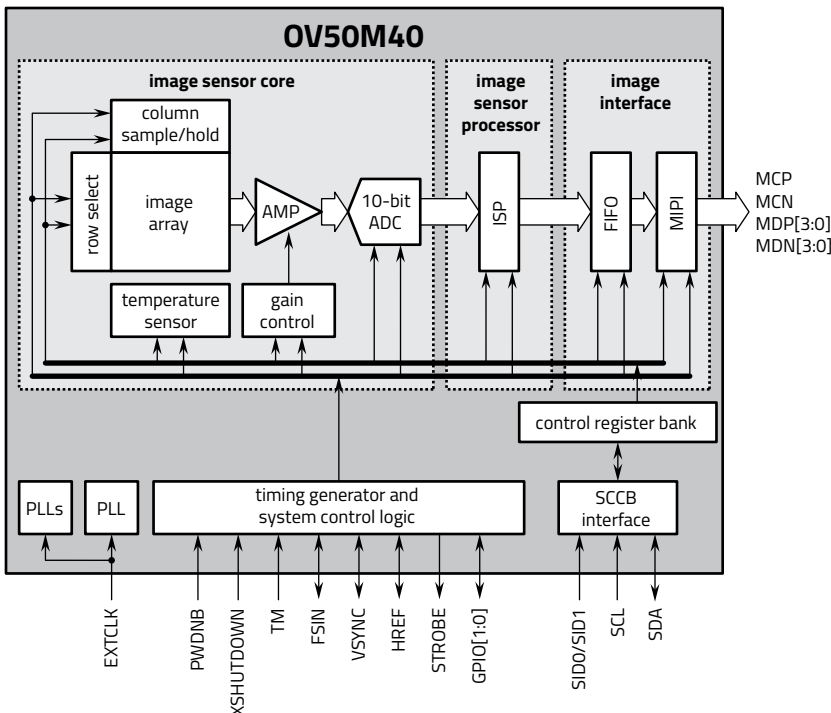 OV50M40
image sensor core
image
sensor
processor
image
interface
column
sample/hold
row select
image
array
AMP
10-bit
ADC
ISP
FIFO
MIPI
MCP
MCN
MDP[3:0]
MDN[3:0]
temperature
sensor
gain
control
control register bank
PLLs
PLL
timing generator and
system control logic
SCCB
interface
EXTCLK
PWDNB
XSHUTDOWN
TM
FSIN
VSYNC
HREF
STROBE
GPIO[1:0]
SID0/SID1
SCL
SDA